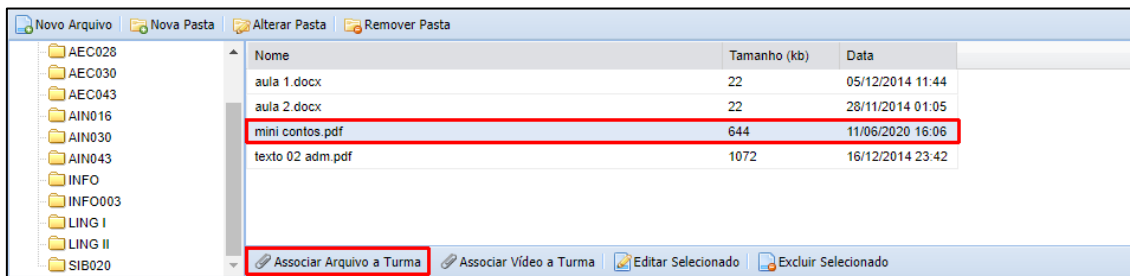 Novo Arquivo Nova Pasta Alterar Pasta Remover Pasta
AEC028
AEC030
AEC043
AIN016
AIN030
AIN043
INFO
INFO003
LING I
LING II
SIB020
Nome Tamanho (kb) Data
aula 1.docx 22 05/12/2014 11:44
aula 2.docx 22 28/11/2014 01:05
mini contos.pdf 644 11/06/2020 16:06
texto 02 adm.pdf 1072 16/12/2014 23:42
Associar Arquivo a Turma Associar Vídeo a Turma Editar Selecionado Excluir Selecionado